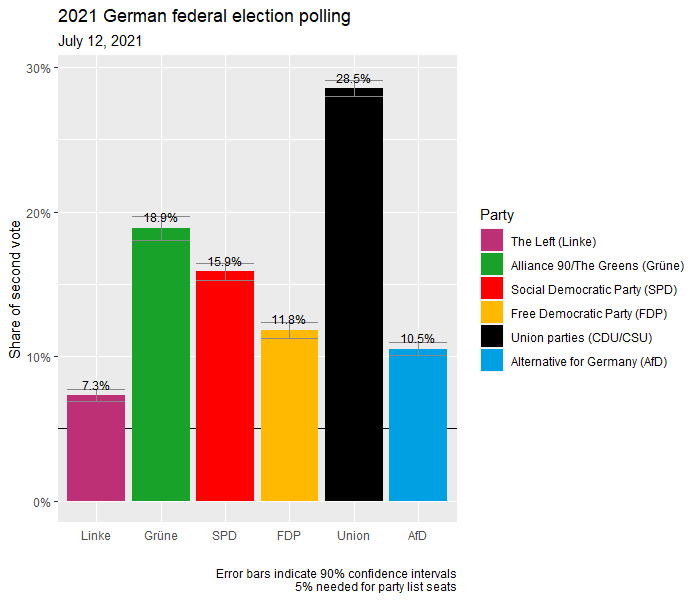 2021 German federal election polling
July 12, 2021
Share of second vote
30%
20%
10%
0%
7.3%
18.9%
15.9%
11.8%
28.5%
10.5%
Linke
Grüne
SPD
FDP
Union
AfD
Party
The Left (Linke)
Alliance 90/The Greens (Grüne)
Social Democratic Party (SPD)
Free Democratic Party (FDP)
Union parties (CDU/CSU)
Alternative for Germany (AfD)
Error bars indicate 90% confidence intervals
5% needed for party list seats